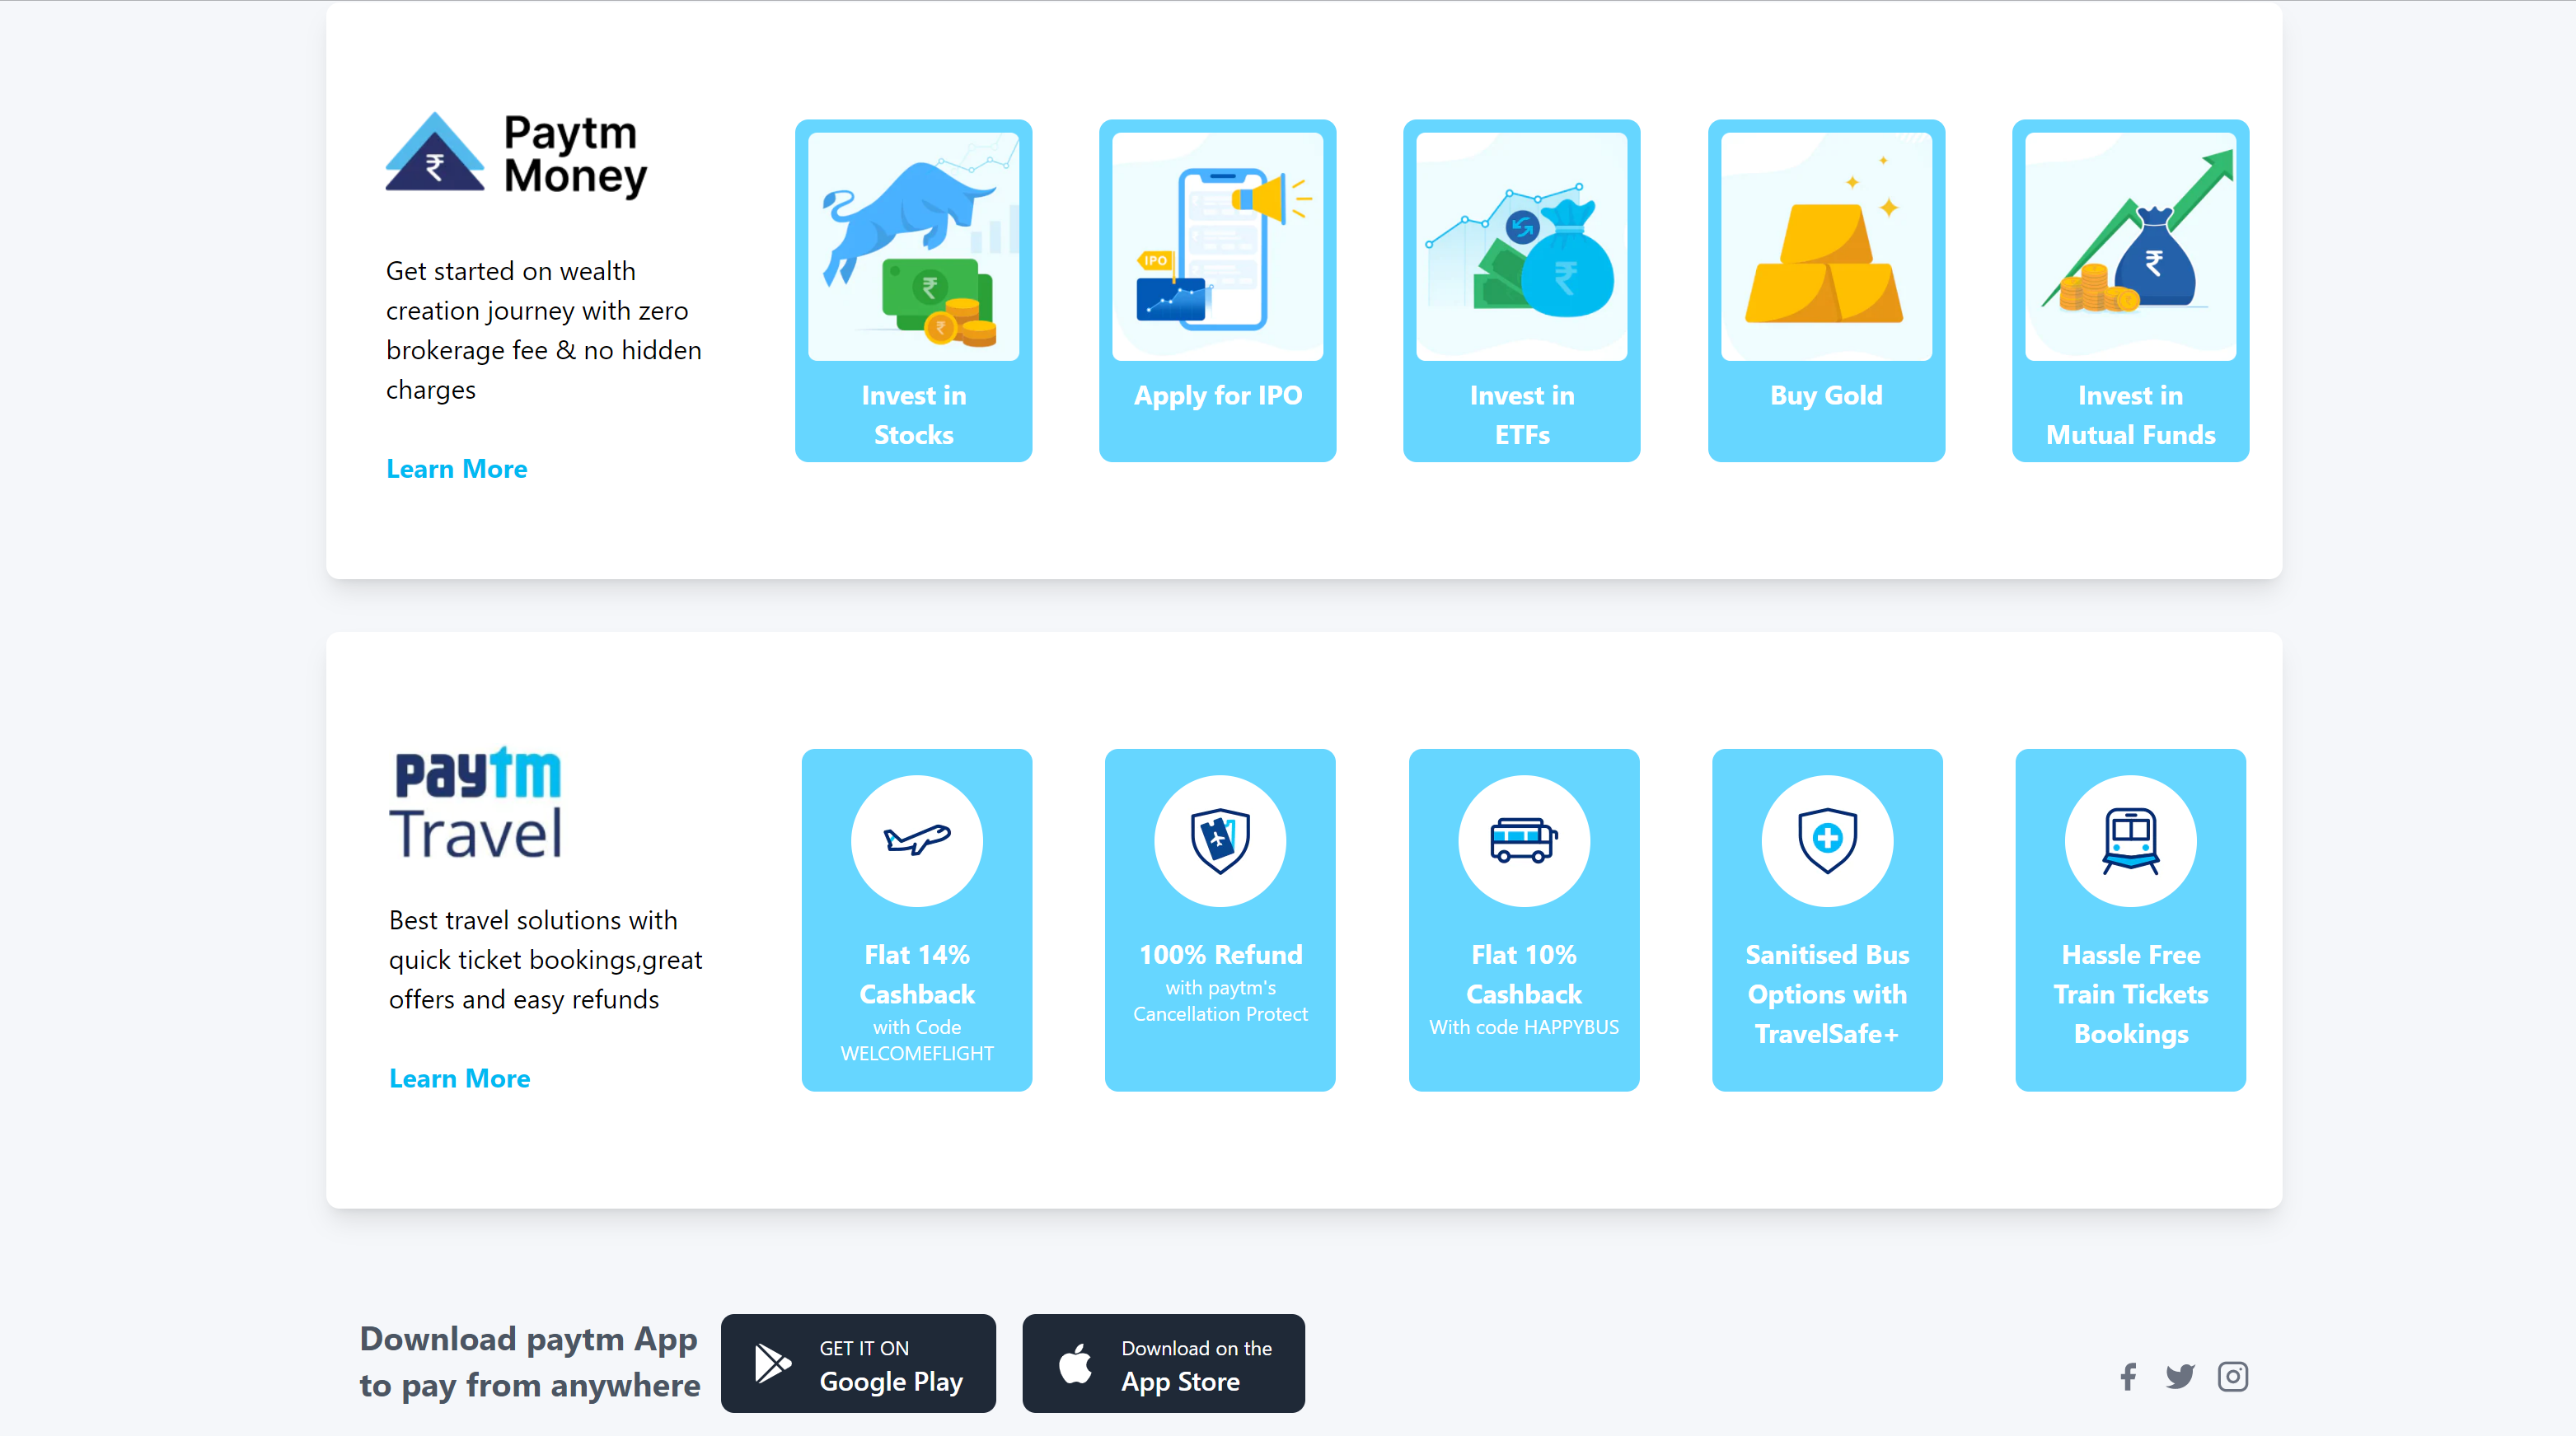 Paytm
Money
Get started on wealth
creation journey with zero
brokerage fee & no hidden
charges
Learn More
Invest in
Stocks
IPO
Apply for IPO
Invest in
ETFs
Buy Gold
Invest in
Mutual Funds
paytm
Travel
Best travel solutions with
quick ticket bookings,great
offers and easy refunds
Learn More
Flat 14%
Cashback
with Code
WELCOMEFLIGHT
100% Refund
with paytm's
Cancellation Protect
Flat 10%
Cashback
With code HAPPYBUS
Sanitised Bus
Options with
TravelSafe+
Hassle Free
Train Tickets
Bookings
Download paytm App
to pay from anywhere
GET IT ON
Google Play
Download on the
App Store